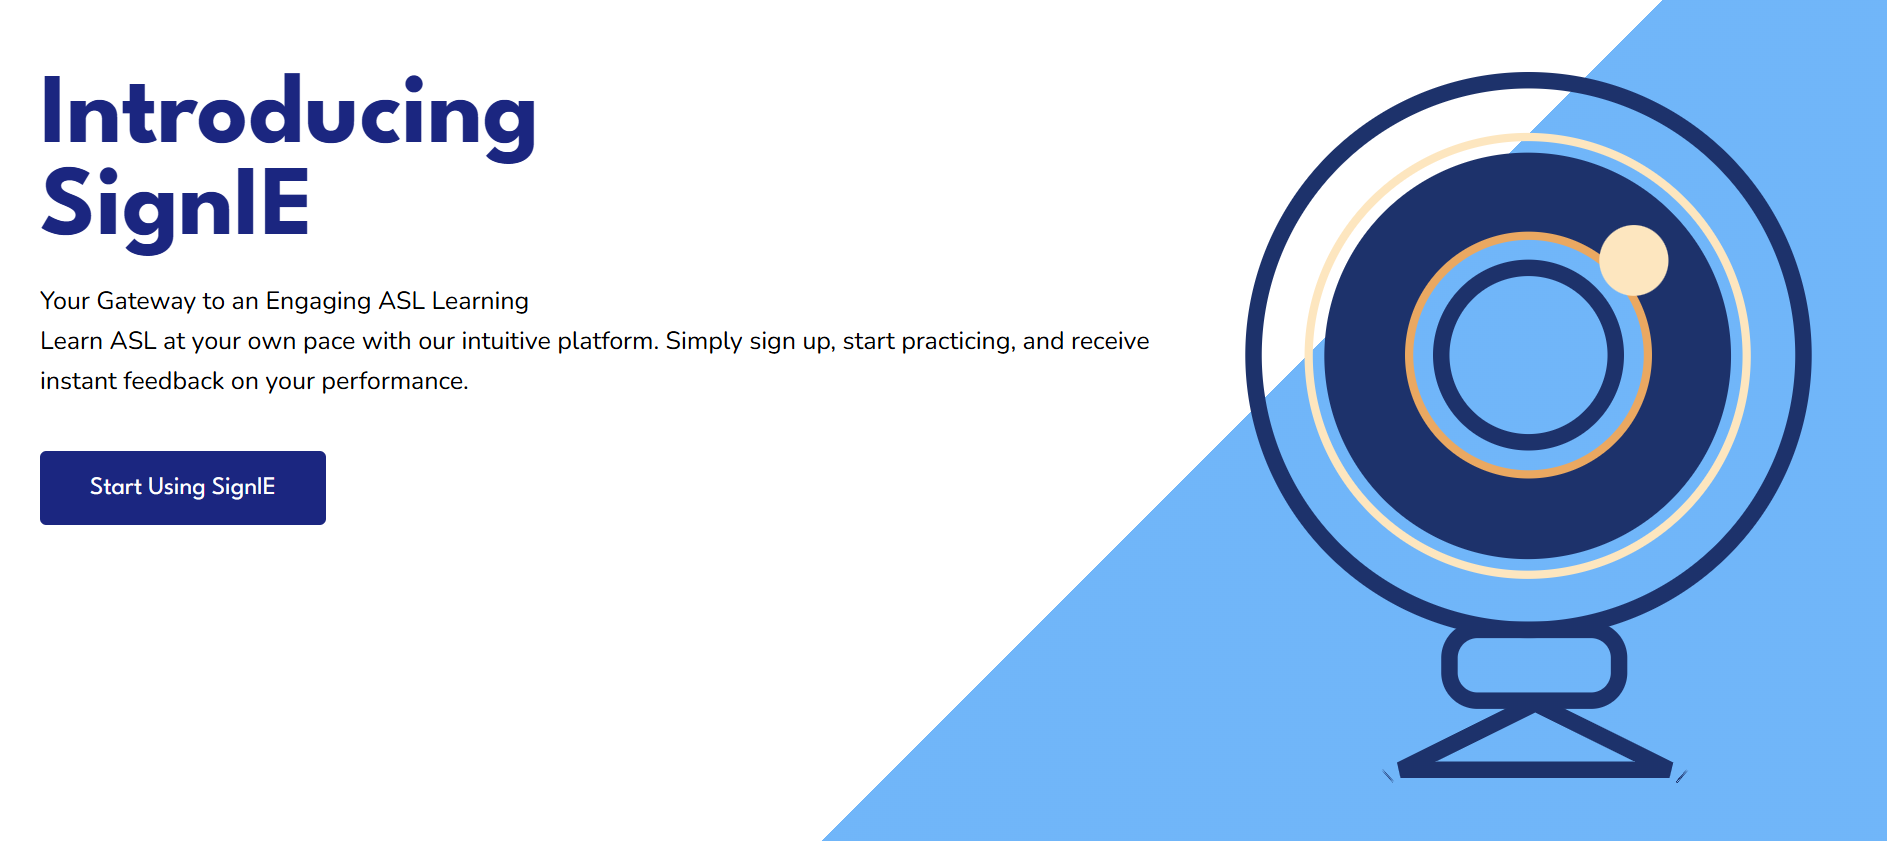 Introducing
SignIE
Your Gateway to an Engaging ASL Learning
Learn ASL at your own pace with our intuitive platform. Simply sign up, start practicing, and receive
instant feedback on your performance.
Start Using SignIE